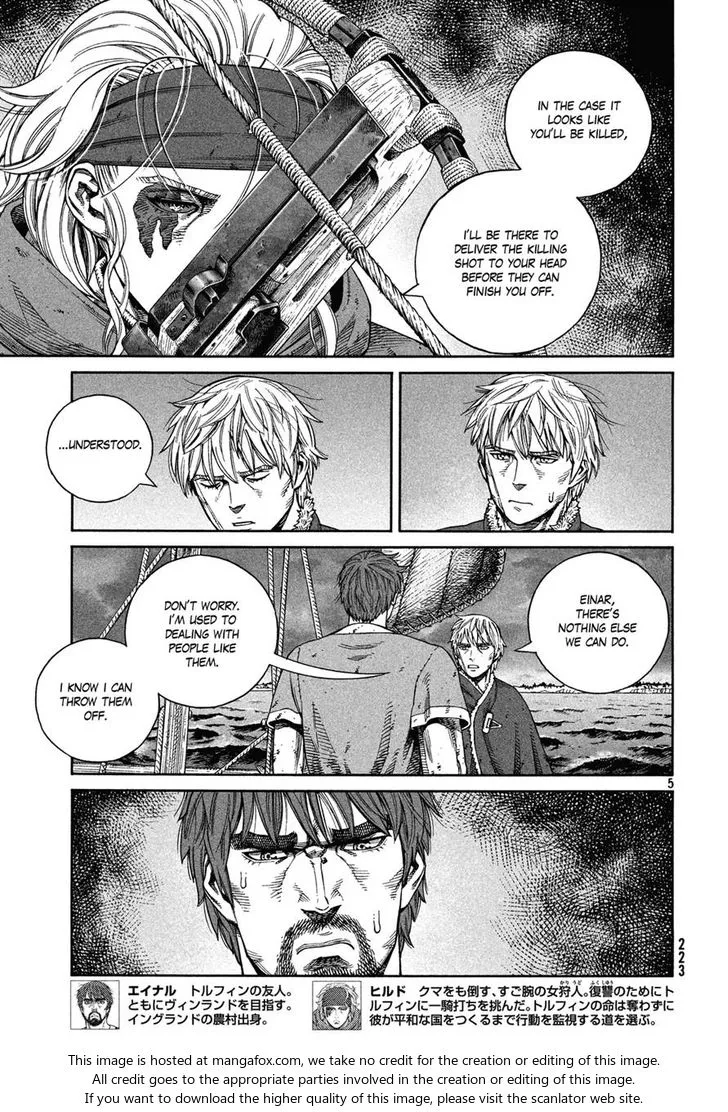 IN THE CASE IT
LOOKS LIKE
YOU'LL BE KILLED,
I'LL BE THERE TO
DELIVER THE KILLING
SHOT TO YOUR HEAD
BEFORE THEY CAN
FINISH YOU OFF.
...UNDERSTOOD.
EINAR,
THERE'S
NOTHING ELSE
WE CAN DO.
DON'T WORRY.
I'M USED TO
DEALING WITH
PEOPLE LIKE
THEM.
I KNOW I CAN
THROW THEM
OFF.
5
223
エイナル トルフィンの友人。
ともにヴィンランドを目指す。
イングランドの農村出身。
ヒルド クマをも倒す、すご腕の女狩人。復讐のためにト
ルフィンに一騎打ちを挑んだ。トルフィンの命は奪わずに
彼が平和な国をつくるまで行動を監視する道を選ぶ。
This image is hosted at mangafox.com, we take no credit for the creation or editing of this image.
All credit goes to the appropriate parties involved in the creation or editing of this image.
If you want to download the higher quality of this image, please visit the scanlator web site.